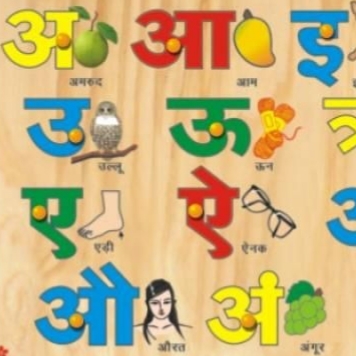 अ आ इ
अमरुद आम
उ ऊ
उल्लू ऊन
ए ऐ
एड़ी ऐनक
औ अं
औरत अंगूर